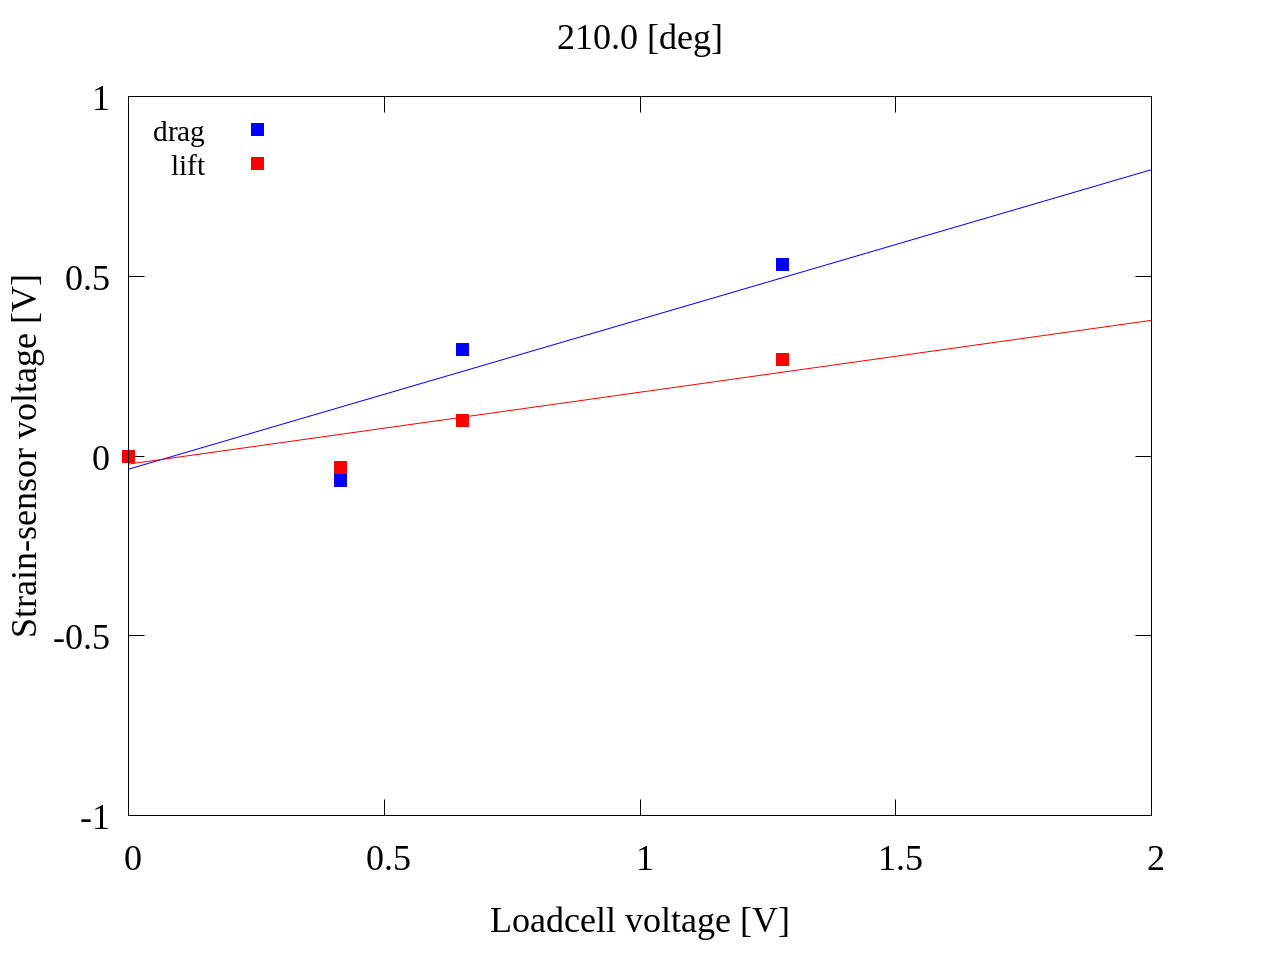 210.0 [deg]
drag
lift
1
0.5
0
-0.5
-1
Strain-sensor voltage [V]
0 0.5 1 1.5 2
Loadcell voltage [V]